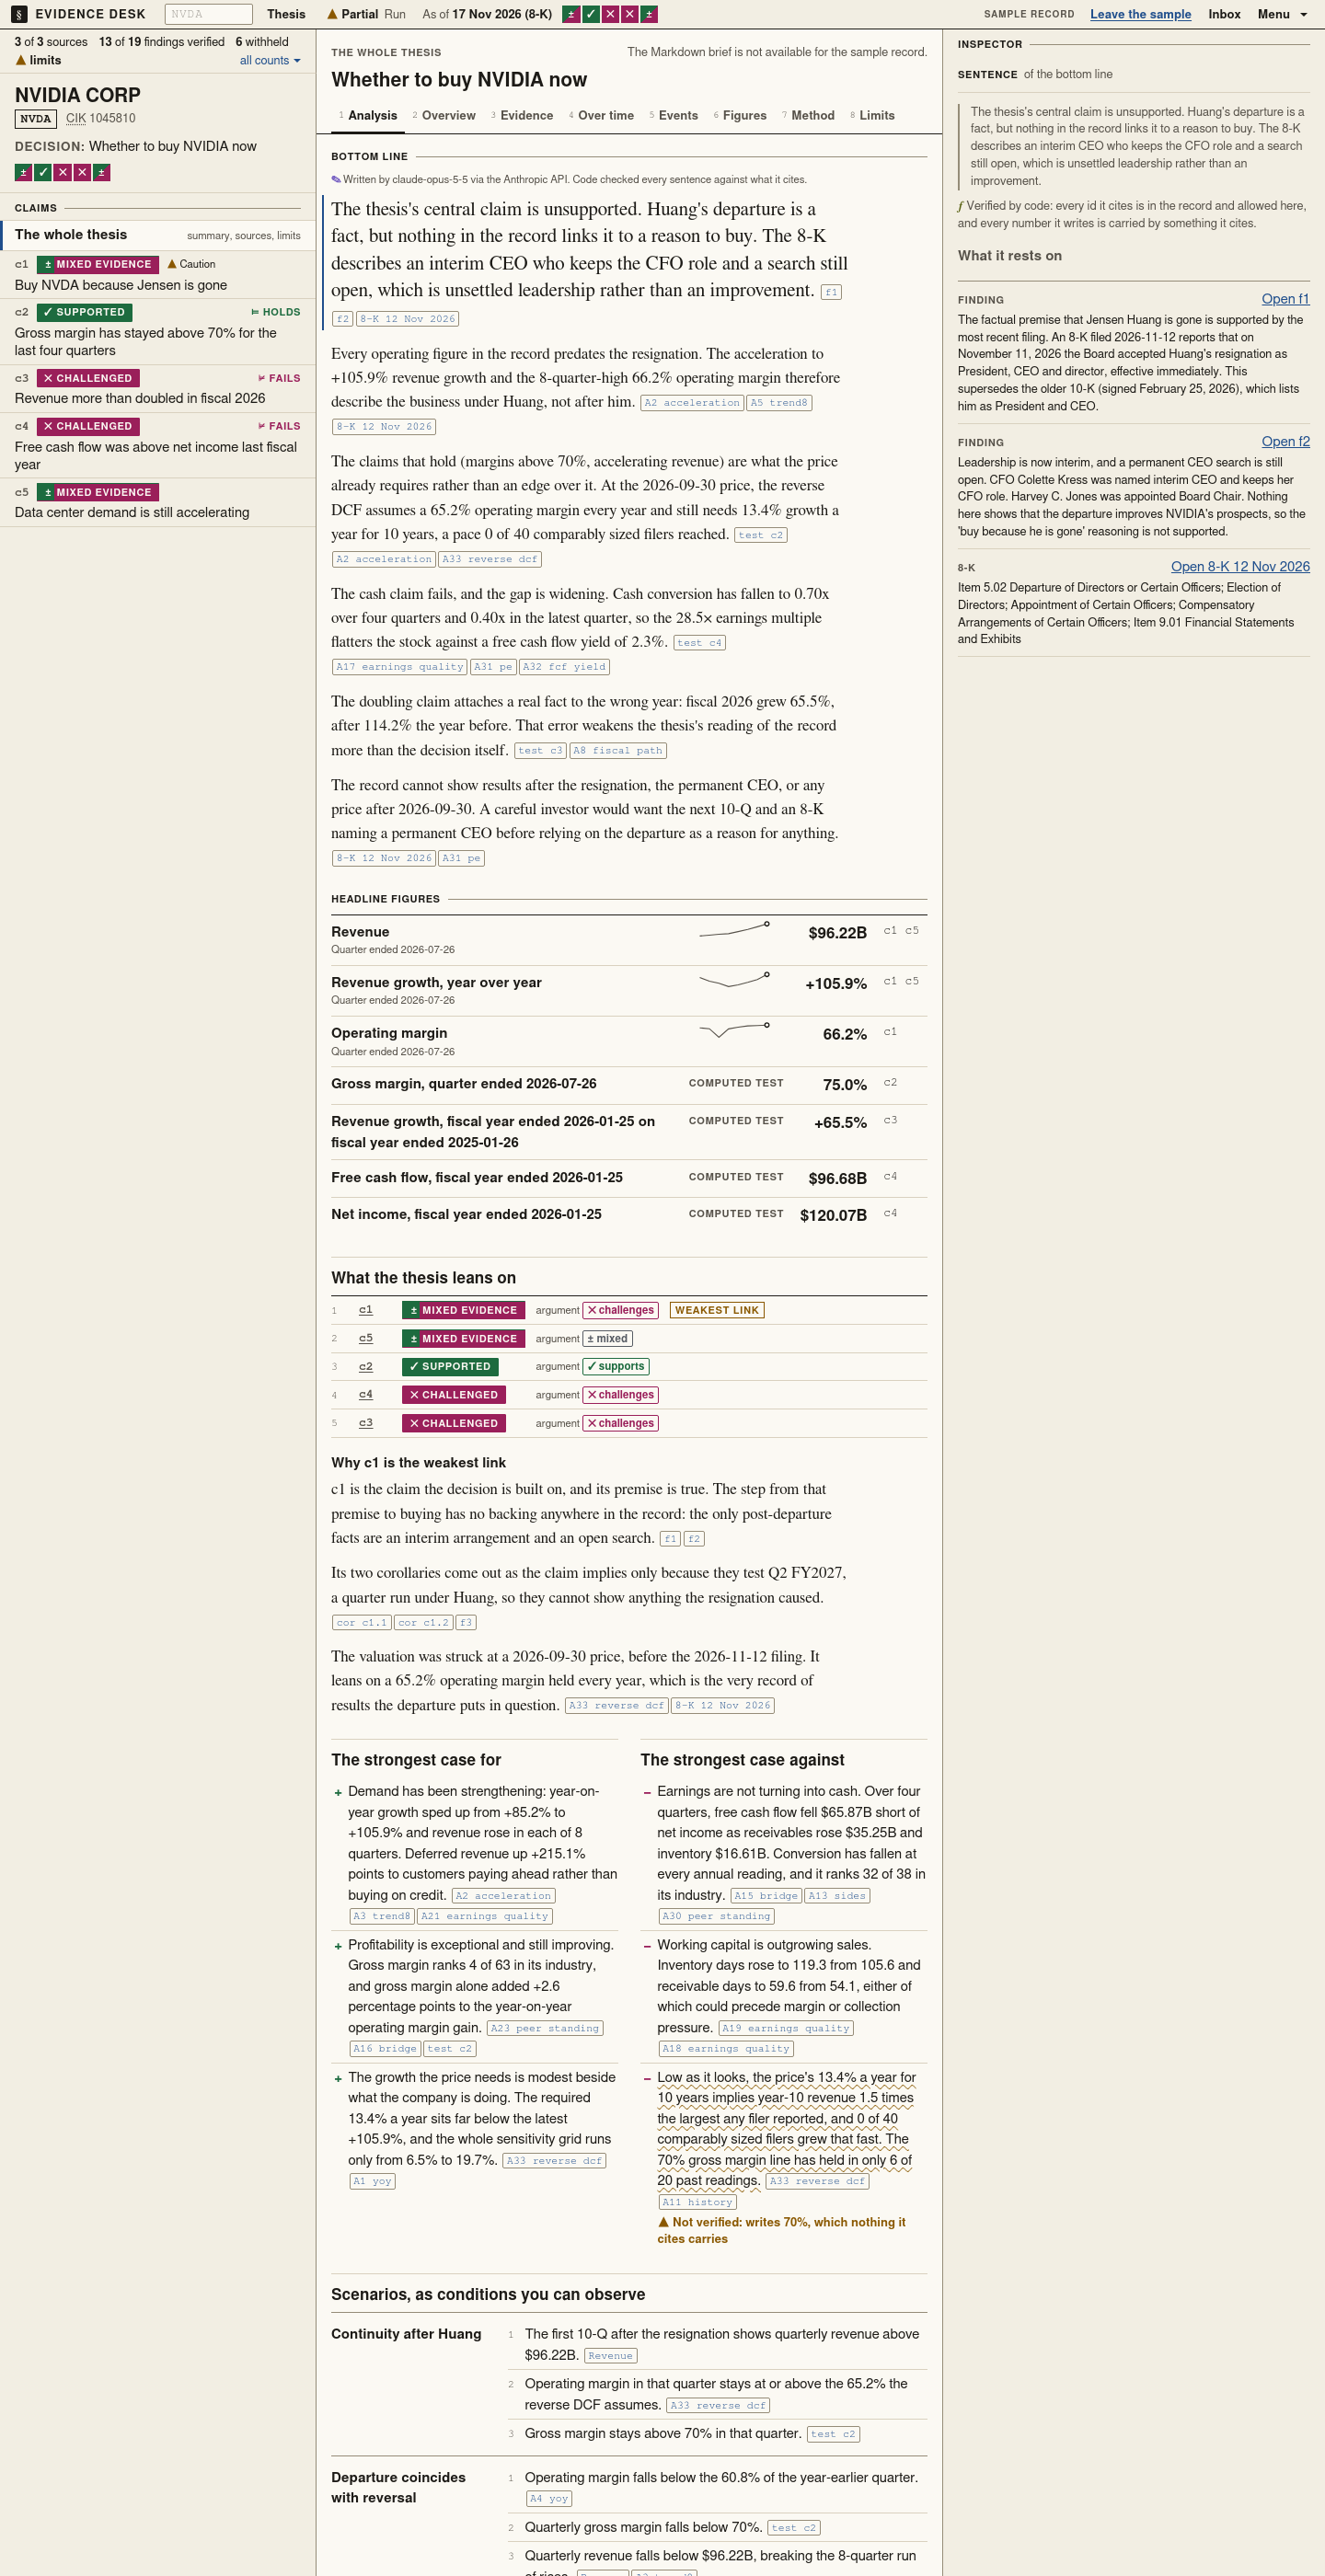 § EVIDENCE DESK NVDA Thesis ▲ Partial Run As of 17 Nov 2026 (8-K) ± ✓ ✕ ✕ ± SAMPLE RECORD Leave the sample Inbox Menu
3 of 3 sources 13 of 19 findings verified 6 withheld
▲ limits all counts
NVIDIA CORP
NVDA CIK 1045810
DECISION: Whether to buy NVIDIA now
± ✓ ✕ ✕ ±
CLAIMS
The whole thesis summary, sources, limits
c1 ± MIXED EVIDENCE ▲ Caution
Buy NVDA because Jensen is gone
c2 ✓ SUPPORTED ⊨ HOLDS
Gross margin has stayed above 70% for the
last four quarters
c3 ✕ CHALLENGED ⊭ FAILS
Revenue more than doubled in fiscal 2026
c4 ✕ CHALLENGED ⊭ FAILS
Free cash flow was above net income last fiscal
year
c5 ± MIXED EVIDENCE
Data center demand is still accelerating
THE WHOLE THESIS The Markdown brief is not available for the sample record.
Whether to buy NVIDIA now
1 Analysis 2 Overview 3 Evidence 4 Over time 5 Events 6 Figures 7 Method 8 Limits
BOTTOM LINE
✎ Written by claude-opus-5-5 via the Anthropic API. Code checked every sentence against what it cites.
The thesis's central claim is unsupported. Huang's departure is a
fact, but nothing in the record links it to a reason to buy. The 8-K
describes an interim CEO who keeps the CFO role and a search still
open, which is unsettled leadership rather than an improvement. f1
f2 8-K 12 Nov 2026
Every operating figure in the record predates the resignation. The acceleration to
+105.9% revenue growth and the 8-quarter-high 66.2% operating margin therefore
describe the business under Huang, not after him. A2 acceleration A5 trend8
8-K 12 Nov 2026
The claims that hold (margins above 70%, accelerating revenue) are what the price
already requires rather than an edge over it. At the 2026-09-30 price, the reverse
DCF assumes a 65.2% operating margin every year and still needs 13.4% growth a
year for 10 years, a pace 0 of 40 comparably sized filers reached. test c2
A2 acceleration A33 reverse dcf
The cash claim fails, and the gap is widening. Cash conversion has fallen to 0.70x
over four quarters and 0.40x in the latest quarter, so the 28.5× earnings multiple
flatters the stock against a free cash flow yield of 2.3%. test c4
A17 earnings quality A31 pe A32 fcf yield
The doubling claim attaches a real fact to the wrong year: fiscal 2026 grew 65.5%,
after 114.2% the year before. That error weakens the thesis's reading of the record
more than the decision itself. test c3 A8 fiscal path
The record cannot show results after the resignation, the permanent CEO, or any
price after 2026-09-30. A careful investor would want the next 10-Q and an 8-K
naming a permanent CEO before relying on the departure as a reason for anything.
8-K 12 Nov 2026 A31 pe
HEADLINE FIGURES
Revenue $96.22B c1 c5
Quarter ended 2026-07-26
Revenue growth, year over year +105.9% c1 c5
Quarter ended 2026-07-26
Operating margin 66.2% c1
Quarter ended 2026-07-26
Gross margin, quarter ended 2026-07-26 COMPUTED TEST 75.0% c2
Revenue growth, fiscal year ended 2026-01-25 on COMPUTED TEST +65.5% c3
fiscal year ended 2025-01-26
Free cash flow, fiscal year ended 2026-01-25 COMPUTED TEST $96.68B c4
Net income, fiscal year ended 2026-01-25 COMPUTED TEST $120.07B c4
What the thesis leans on
1 c1 ± MIXED EVIDENCE argument ✕ challenges WEAKEST LINK
2 c5 ± MIXED EVIDENCE argument ± mixed
3 c2 ✓ SUPPORTED argument ✓ supports
4 c4 ✕ CHALLENGED argument ✕ challenges
5 c3 ✕ CHALLENGED argument ✕ challenges
Why c1 is the weakest link
c1 is the claim the decision is built on, and its premise is true. The step from that
premise to buying has no backing anywhere in the record: the only post-departure
facts are an interim arrangement and an open search. f1 f2
Its two corollaries come out as the claim implies only because they test Q2 FY2027,
a quarter run under Huang, so they cannot show anything the resignation caused.
cor c1.1 cor c1.2 f3
The valuation was struck at a 2026-09-30 price, before the 2026-11-12 filing. It
leans on a 65.2% operating margin held every year, which is the very record of
results the departure puts in question. A33 reverse dcf 8-K 12 Nov 2026
The strongest case for
+ Demand has been strengthening: year-on-
year growth sped up from +85.2% to
+105.9% and revenue rose in each of 8
quarters. Deferred revenue up +215.1%
points to customers paying ahead rather than
buying on credit. A2 acceleration
A3 trend8 A21 earnings quality
+ Profitability is exceptional and still improving.
Gross margin ranks 4 of 63 in its industry,
and gross margin alone added +2.6
percentage points to the year-on-year
operating margin gain. A23 peer standing
A16 bridge test c2
+ The growth the price needs is modest beside
what the company is doing. The required
13.4% a year sits far below the latest
+105.9%, and the whole sensitivity grid runs
only from 6.5% to 19.7%. A33 reverse dcf
A1 yoy
The strongest case against
− Earnings are not turning into cash. Over four
quarters, free cash flow fell $65.87B short of
net income as receivables rose $35.25B and
inventory $16.61B. Conversion has fallen at
every annual reading, and it ranks 32 of 38 in
its industry. A15 bridge A13 sides
A30 peer standing
− Working capital is outgrowing sales.
Inventory days rose to 119.3 from 105.6 and
receivable days to 59.6 from 54.1, either of
which could precede margin or collection
pressure. A19 earnings quality
A18 earnings quality
− Low as it looks, the price's 13.4% a year for
10 years implies year-10 revenue 1.5 times
the largest any filer reported, and 0 of 40
comparably sized filers grew that fast. The
70% gross margin line has held in only 6 of
20 past readings. A33 reverse dcf
A11 history
▲ Not verified: writes 70%, which nothing it
cites carries
Scenarios, as conditions you can observe
Continuity after Huang
1 The first 10-Q after the resignation shows quarterly revenue above
$96.22B. Revenue
2 Operating margin in that quarter stays at or above the 65.2% the
reverse DCF assumes. A33 reverse dcf
3 Gross margin stays above 70% in that quarter. test c2
Departure coincides
with reversal
1 Operating margin falls below the 60.8% of the year-earlier quarter.
A4 yoy
2 Quarterly gross margin falls below 70%. test c2
3 Quarterly revenue falls below $96.22B, breaking the 8-quarter run
INSPECTOR
SENTENCE of the bottom line
The thesis's central claim is unsupported. Huang's departure is a
fact, but nothing in the record links it to a reason to buy. The 8-K
describes an interim CEO who keeps the CFO role and a search
still open, which is unsettled leadership rather than an
improvement.
ƒ Verified by code: every id it cites is in the record and allowed here,
and every number it writes is carried by something it cites.
What it rests on
FINDING Open f1
The factual premise that Jensen Huang is gone is supported by the
most recent filing. An 8-K filed 2026-11-12 reports that on
November 11, 2026 the Board accepted Huang's resignation as
President, CEO and director, effective immediately. This
supersedes the older 10-K (signed February 25, 2026), which lists
him as President and CEO.
FINDING Open f2
Leadership is now interim, and a permanent CEO search is still
open. CFO Colette Kress was named interim CEO and keeps her
CFO role. Harvey C. Jones was appointed Board Chair. Nothing
here shows that the departure improves NVIDIA's prospects, so the
'buy because he is gone' reasoning is not supported.
8-K Open 8-K 12 Nov 2026
Item 5.02 Departure of Directors or Certain Officers; Election of
Directors; Appointment of Certain Officers; Compensatory
Arrangements of Certain Officers; Item 9.01 Financial Statements
and Exhibits